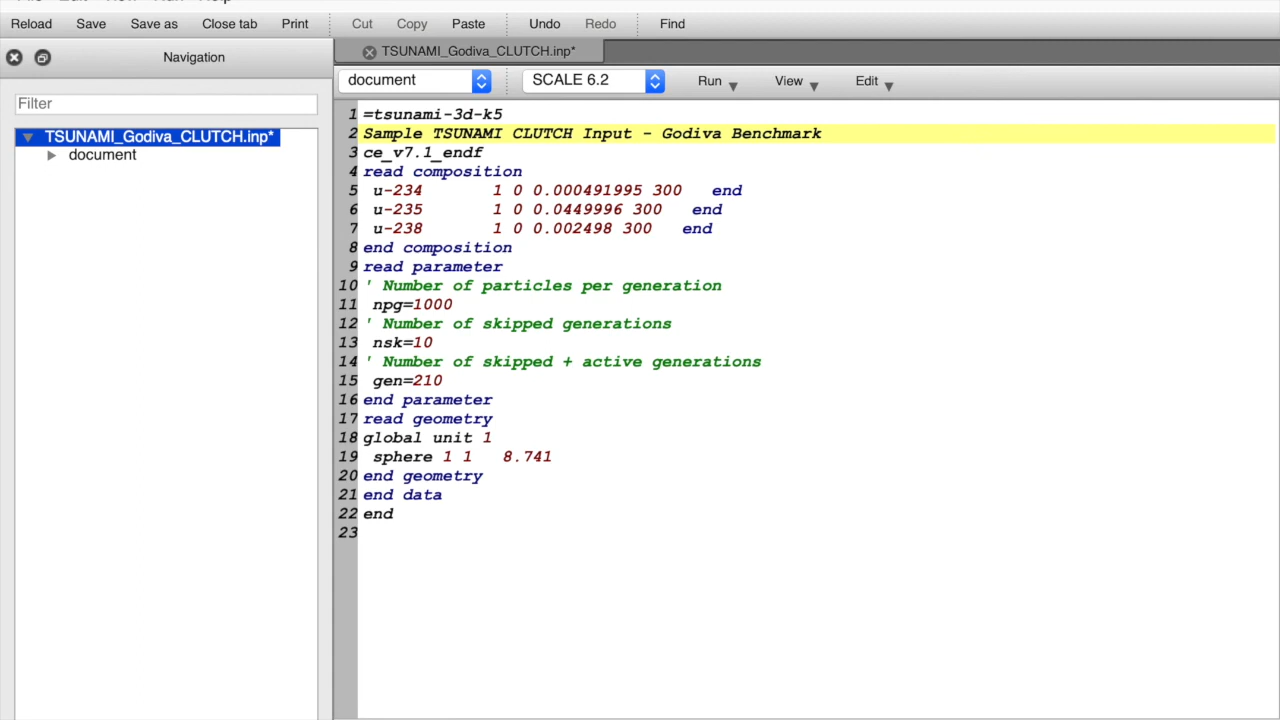 Reload Save Save as Close tab Print Cut Copy Paste Undo Redo Find
Navigation
TSUNAMI_Godiva_CLUTCH.inp*
document SCALE 6.2 Run View Edit
Filter
TSUNAMI_Godiva_CLUTCH.inp*
document
1 =tsunami-3d-k5
2 Sample TSUNAMI CLUTCH Input - Godiva Benchmark
3 ce_v7.1_endf
4 read composition
5 u-234 1 0 0.000491995 300 end
6 u-235 1 0 0.0449996 300 end
7 u-238 1 0 0.002498 300 end
8 end composition
9 read parameter
10 ' Number of particles per generation
11 npg=1000
12 ' Number of skipped generations
13 nsk=10
14 ' Number of skipped + active generations
15 gen=210
16 end parameter
17 read geometry
18 global unit 1
19 sphere 1 1 8.741
20 end geometry
21 end data
22 end
23